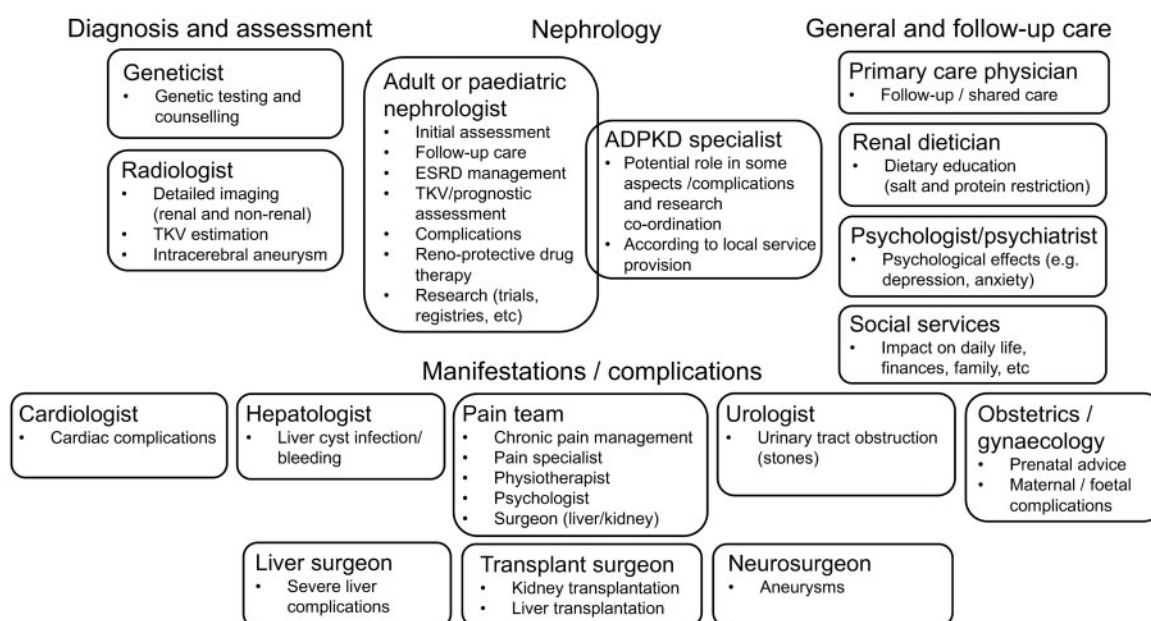 Diagnosis and assessment
Geneticist
• Genetic testing and
counselling
Radiologist
• Detailed imaging
(renal and non-renal)
• TKV estimation
• Intracerebral aneurysm
Nephrology
Adult or paediatric
nephrologist
• Initial assessment
• Follow-up care
• ESRD management
• TKV/prognostic
assessment
• Complications
• Reno-protective drug
therapy
• Research (trials,
registries, etc)
ADPKD specialist
• Potential role in some
aspects /complications
and research
co-ordination
• According to local service
provision
General and follow-up care
Primary care physician
• Follow-up / shared care
Renal dietician
• Dietary education
(salt and protein restriction)
Psychologist/psychiatrist
• Psychological effects (e.g.
depression, anxiety)
Social services
• Impact on daily life,
finances, family, etc
Manifestations / complications
Cardiologist
• Cardiac complications
Hepatologist
• Liver cyst infection/
bleeding
Pain team
• Chronic pain management
• Pain specialist
• Physiotherapist
• Psychologist
• Surgeon (liver/kidney)
Urologist
• Urinary tract obstruction
(stones)
Obstetrics /
gynaecology
• Prenatal advice
• Maternal / foetal
complications
Liver surgeon
• Severe liver
complications
Transplant surgeon
• Kidney transplantation
• Liver transplantation
Neurosurgeon
• Aneurysms